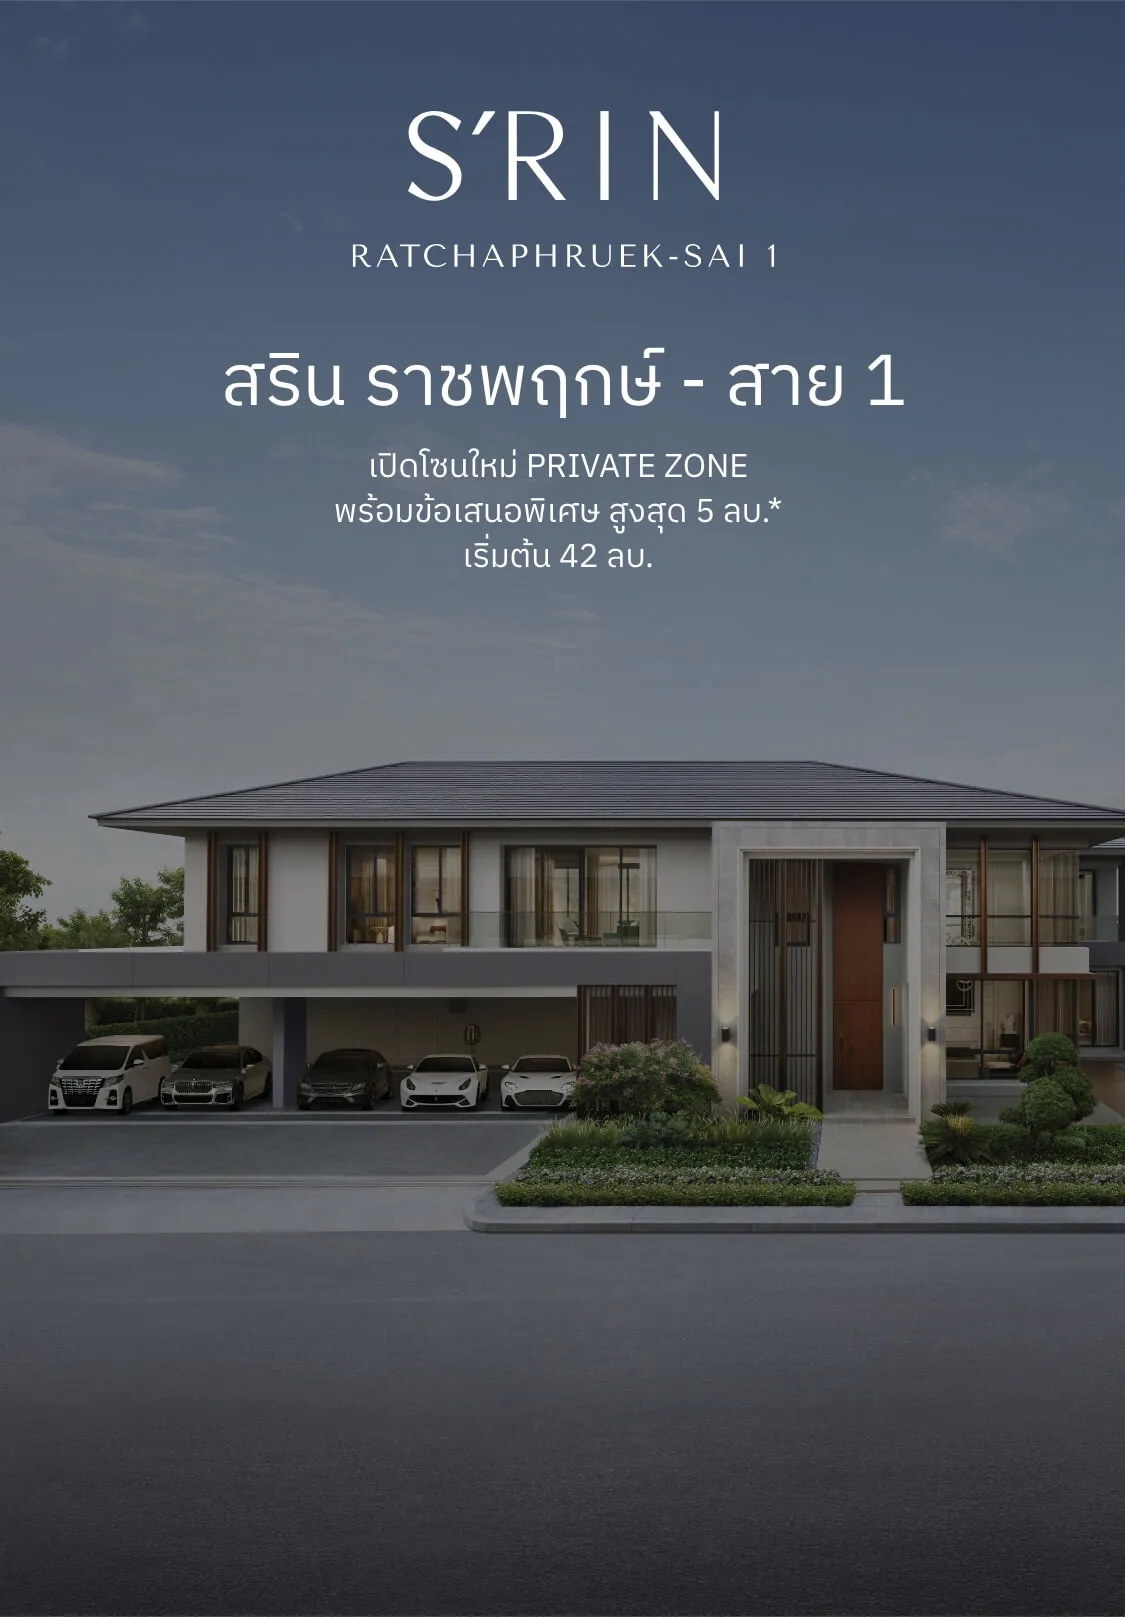 S'RIN
RATCHAPHRUEK-SAI 1
สริน ราชพฤกษ์ - สาย 1
เปิดโซนใหม่ PRIVATE ZONE
พร้อมข้อเสนอพิเศษ สูงสุด 5 ลบ.*
เริ่มต้น 42 ลบ.